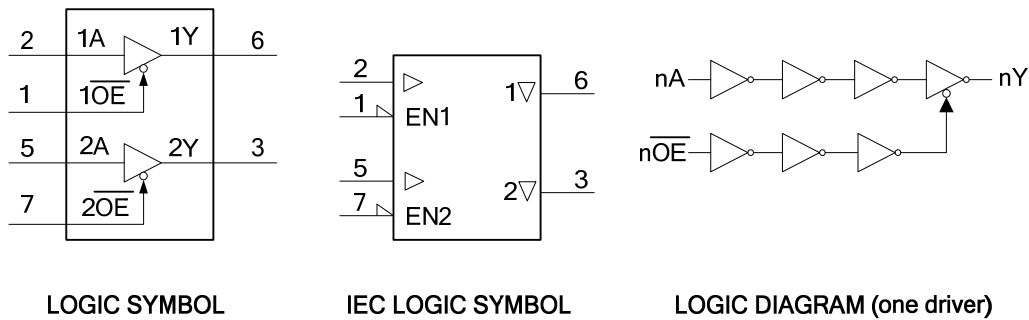 2 1A 1Y 6
1 1OE
5 2A 2Y 3
7 2OE
LOGIC SYMBOL
2
1 EN1
1 6
5
7 EN2
2 3
IEC LOGIC SYMBOL
nA nY
nOE
LOGIC DIAGRAM (one driver)